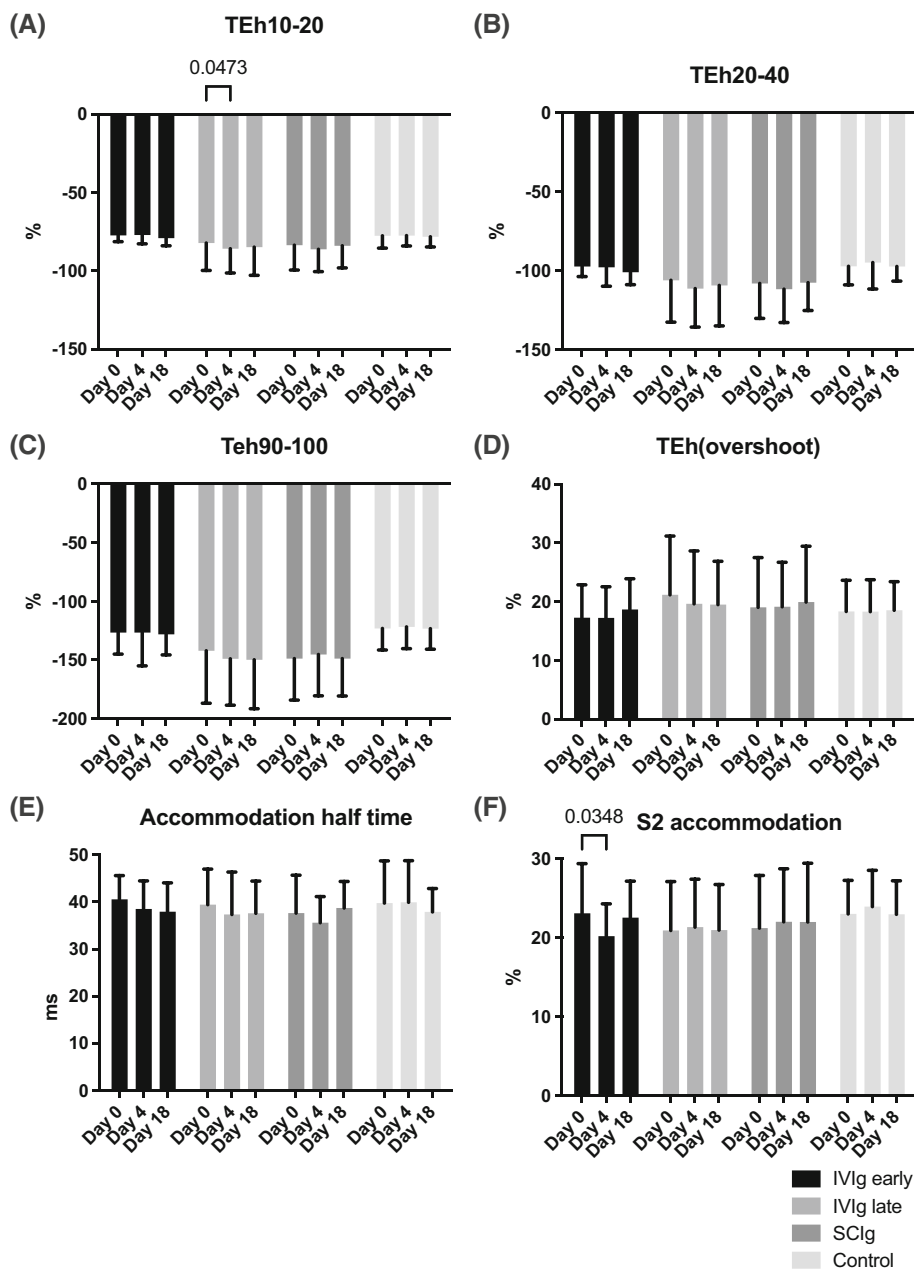 (A)
TEh10-20
0.0473
0
-50
-100
-150
%
Day 0 Day 4 Day 18 Day 0 Day 4 Day 18 Day 0 Day 4 Day 18 Day 0 Day 4 Day 18
(B)
TEh20-40
0
-50
-100
-150
%
Day 0 Day 4 Day 18 Day 0 Day 4 Day 18 Day 0 Day 4 Day 18 Day 0 Day 4 Day 18
(C)
Teh90-100
0
-50
-100
-150
-200
%
Day 0 Day 4 Day 18 Day 0 Day 4 Day 18 Day 0 Day 4 Day 18 Day 0 Day 4 Day 18
(D)
TEh(overshoot)
40
30
20
10
0
%
Day 0 Day 4 Day 18 Day 0 Day 4 Day 18 Day 0 Day 4 Day 18 Day 0 Day 4 Day 18
(E)
Accommodation half time
50
40
30
20
10
0
ms
Day 0 Day 4 Day 18 Day 0 Day 4 Day 18 Day 0 Day 4 Day 18 Day 0 Day 4 Day 18
(F)
S2 accommodation
0.0348
30
20
10
0
%
Day 0 Day 4 Day 18 Day 0 Day 4 Day 18 Day 0 Day 4 Day 18 Day 0 Day 4 Day 18
IVIg early
IVIg late
SCIg
Control